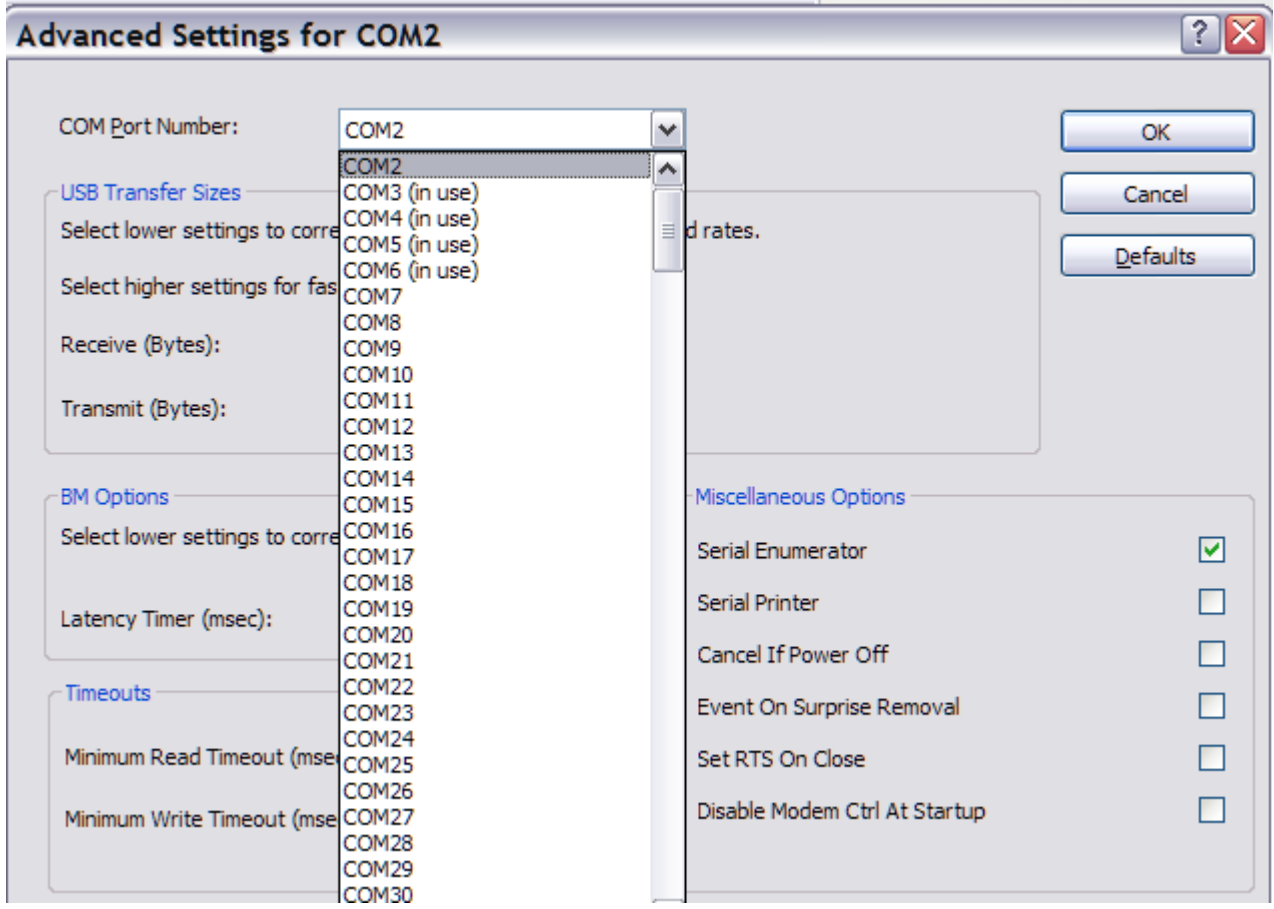 Advanced Settings for COM2
COM Port Number:
COM2
OK
Cancel
Defaults
COM2
COM3 (in use)
COM4 (in use)
COM5 (in use)
COM6 (in use)
COM7
COM8
COM9
COM10
COM11
COM12
COM13
COM14
COM15
COM16
COM17
COM18
COM19
COM20
COM21
COM22
COM23
COM24
COM25
COM26
COM27
COM28
COM29
COM30
USB Transfer Sizes
Select lower settings to d rates.
Select higher settings for
Receive (Bytes):
Transmit (Bytes):
BM Options
Select lower settings to
Latency Timer (msec):
Timeouts
Minimum Read Timeout
Minimum Write Timeout
Miscellaneous Options
Serial Enumerator
Serial Printer
Cancel If Power Off
Event On Surprise Removal
Set RTS On Close
Disable Modem Ctrl At Startup